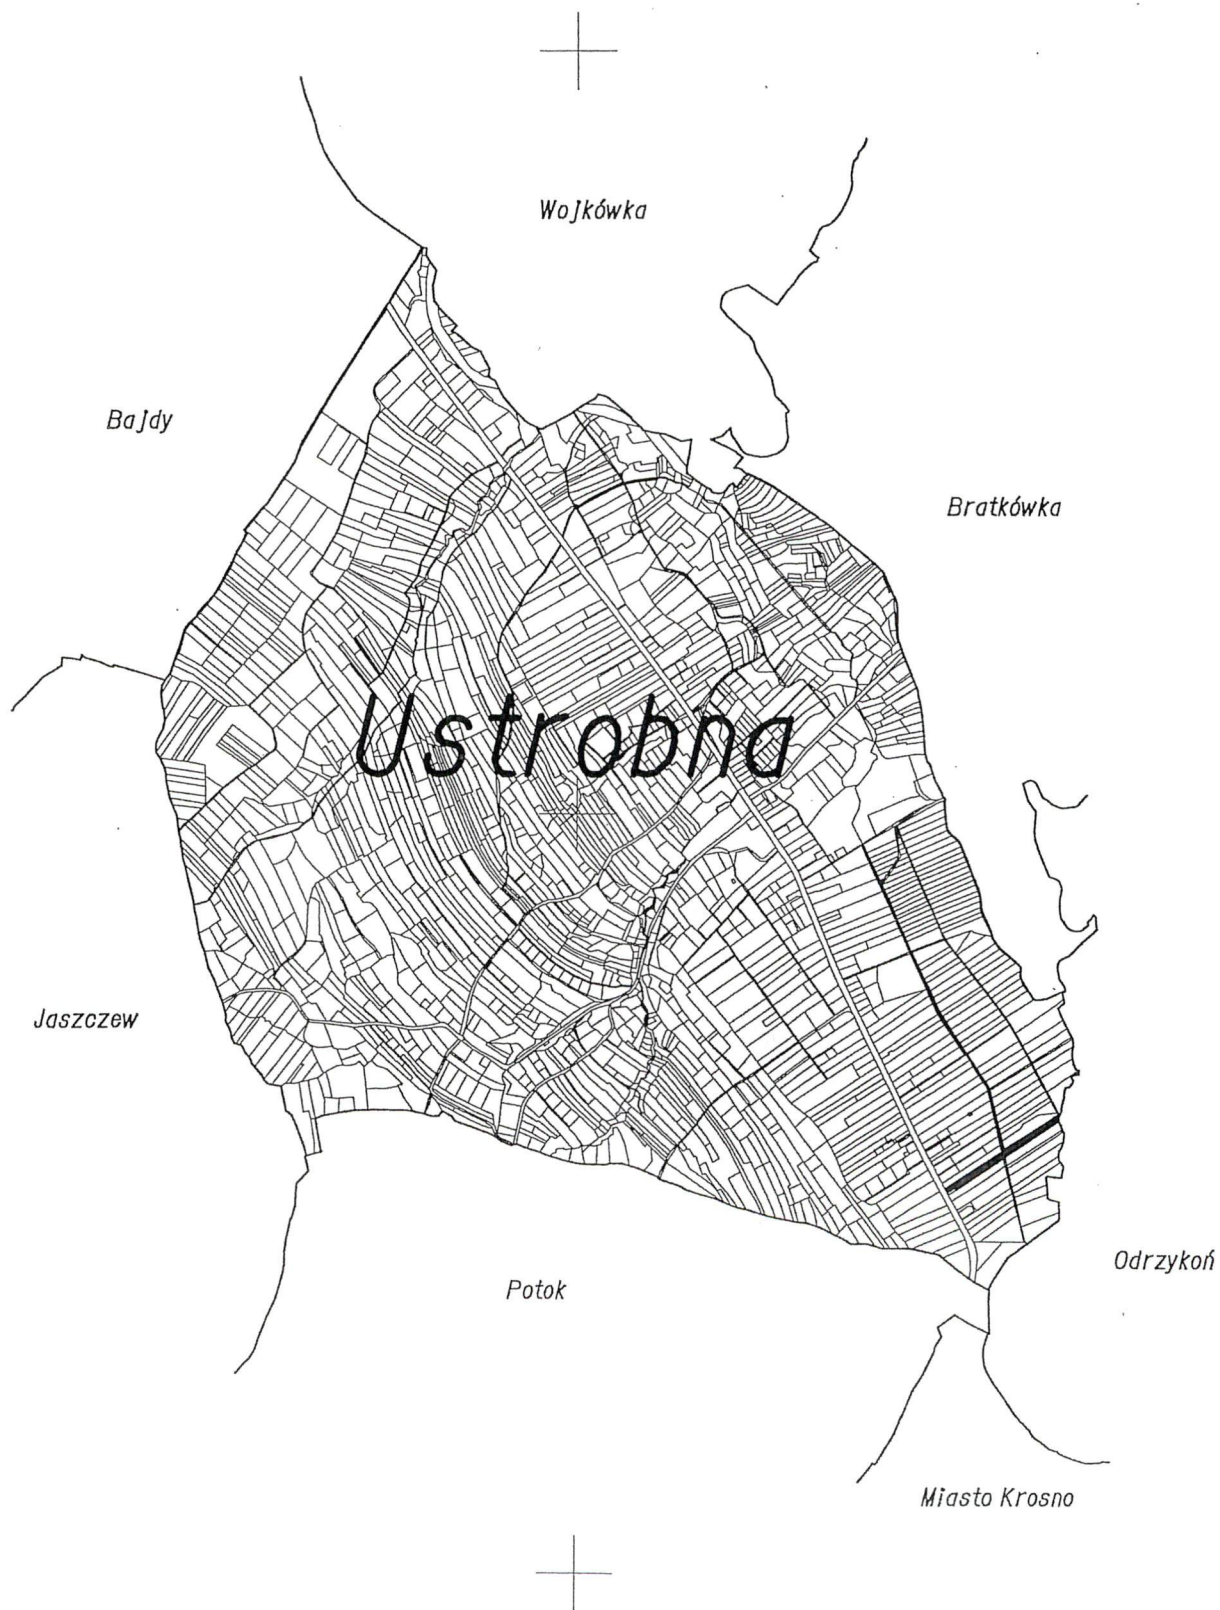 Wojkówka
Bajdy
Bratkówka
Ustrobna
Jaszczew
Odrzykoń
Potok
Miasto Krosno